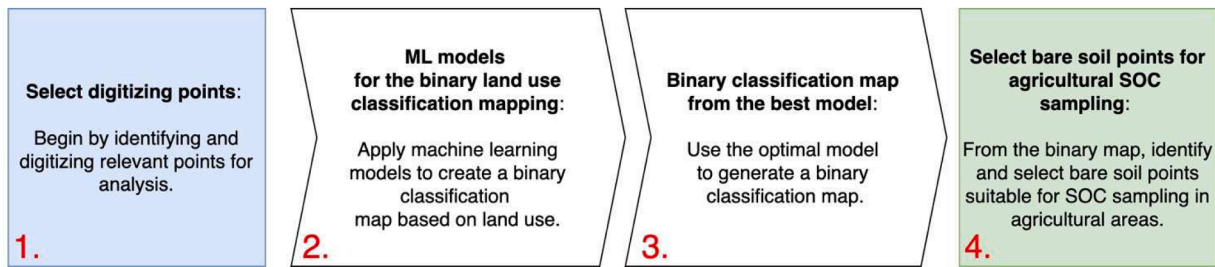 Select digitizing points:
Begin by identifying and
digitizing relevant points for
analysis.
1.
ML models
for the binary land use
classification mapping:
Apply machine learning
models to create a binary
classification
map based on land use.
2.
Binary classification map
from the best model:
Use the optimal model
to generate a binary
classification map.
3.
Select bare soil points for
agricultural SOC
sampling:
From the binary map, identify
and select bare soil points
suitable for SOC sampling in
agricultural areas.
4.